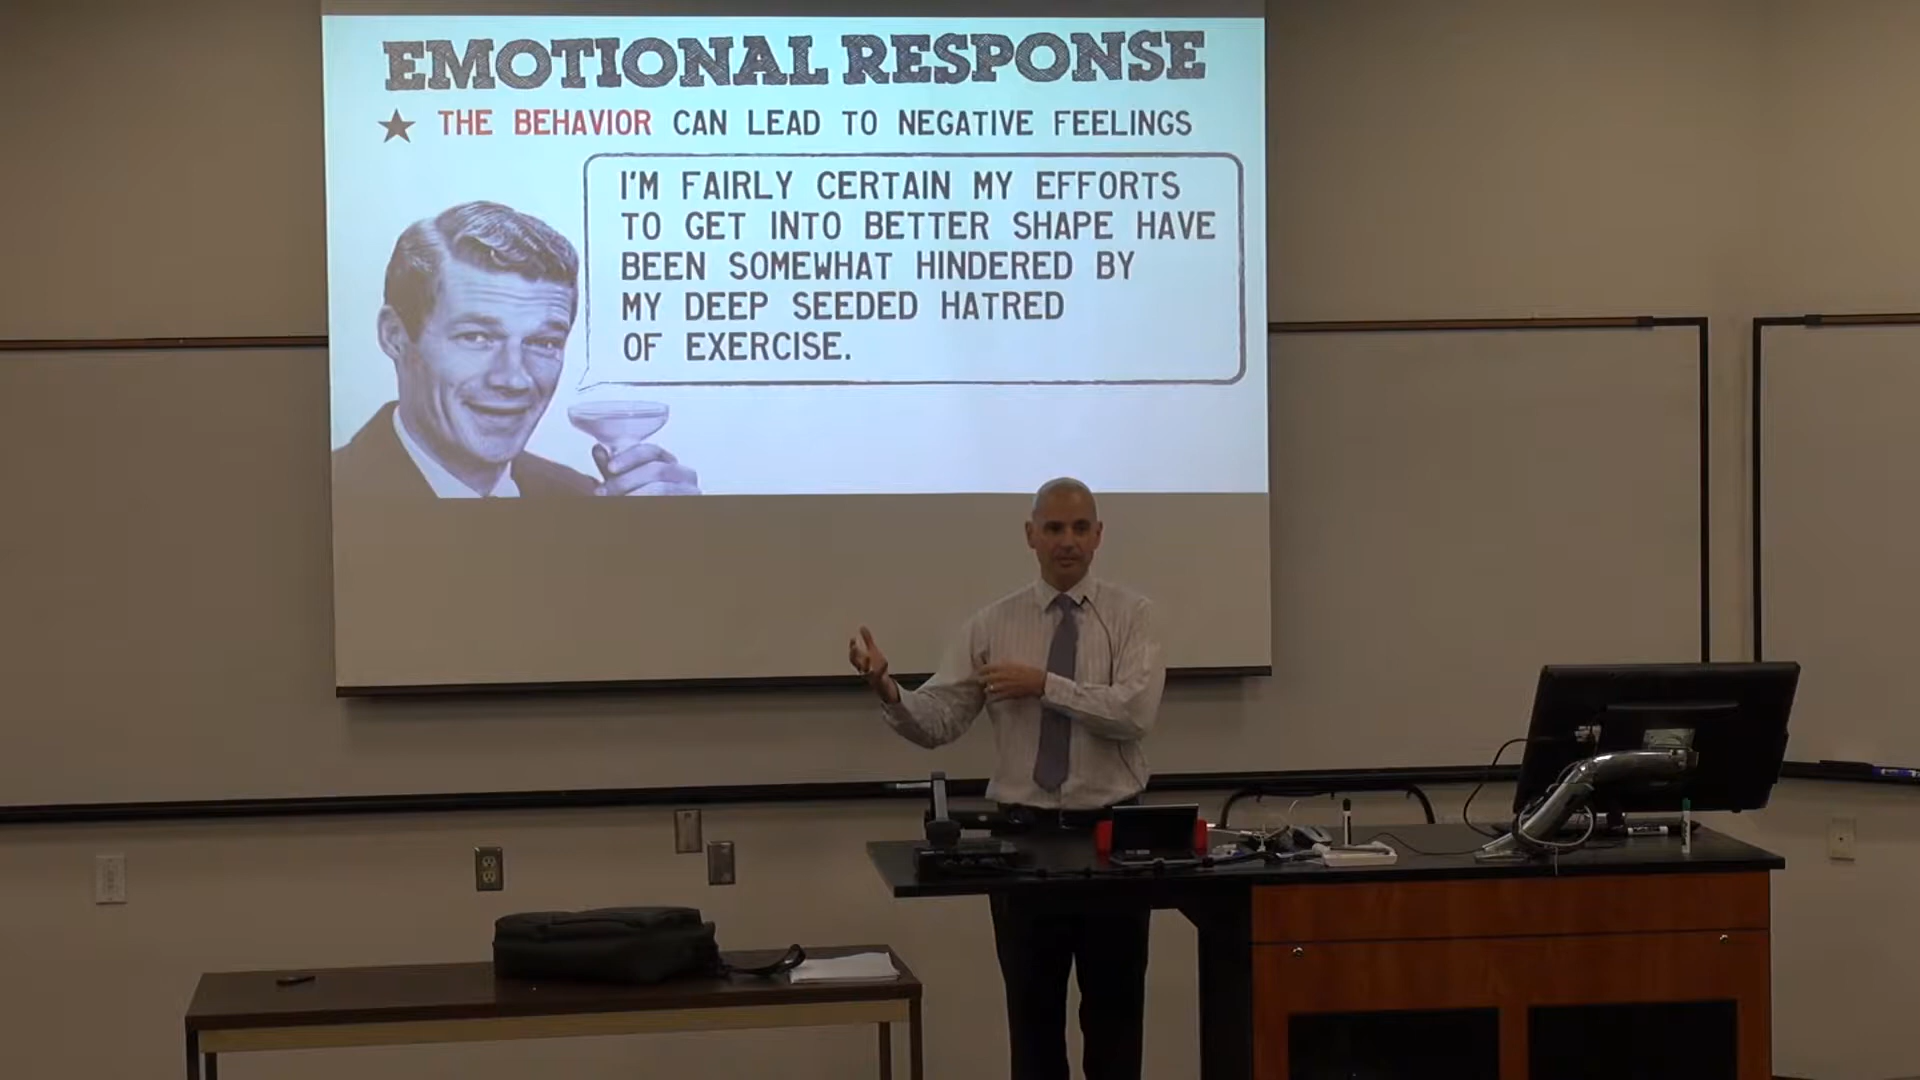 EMOTIONAL RESPONSE
★ THE BEHAVIOR CAN LEAD TO NEGATIVE FEELINGS
I'M FAIRLY CERTAIN MY EFFORTS
TO GET INTO BETTER SHAPE HAVE
BEEN SOMEWHAT HINDERED BY
MY DEEP SEEDED HATRED
OF EXERCISE.